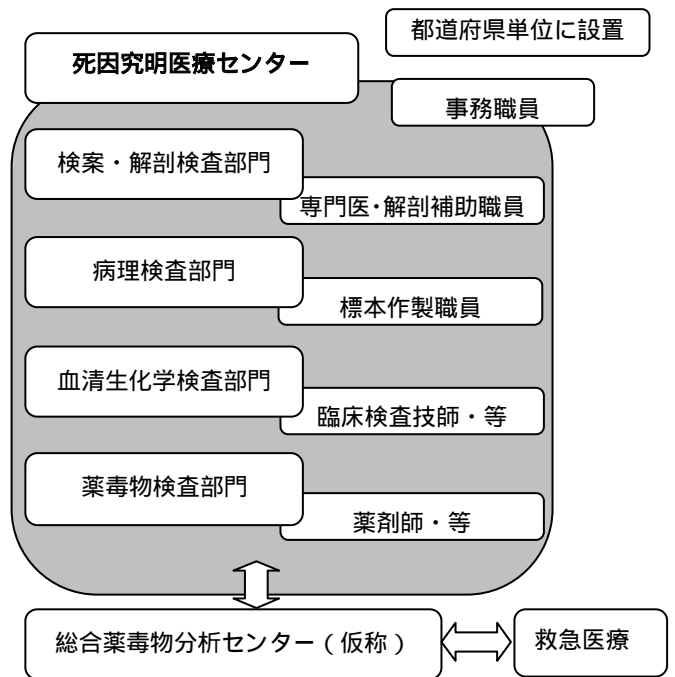 都道府県単位に設置
死因究明医療センター
事務職員
検案・解剖検査部門
専門医・解剖補助職員
病理検査部門
標本作製職員
血清生化学検査部門
臨床検査技師・等
薬毒物検査部門
薬剤師・等
総合薬毒物分析センター(仮称)
救急医療